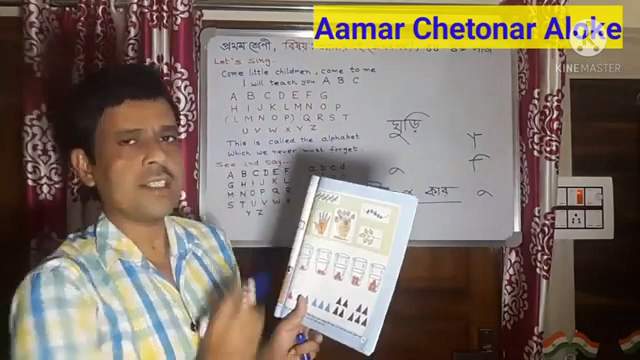 Aamar Chetonar Aloke
KINEMASTER
প্রথম শ্রেণী, বিষয়:
Let's sing..
Come little children, come to me
I will teach you A B C
A B C D E F G
H I J K L M N O P
(L M N O P) Q R S T
U V W X Y Z
This is called the alphabet
which we never must forget.
See and say...
A B C D E F a b c d
G H I J K L
M N O P Q R
S T U V W X
Y Z
ঘুড়ি
কার